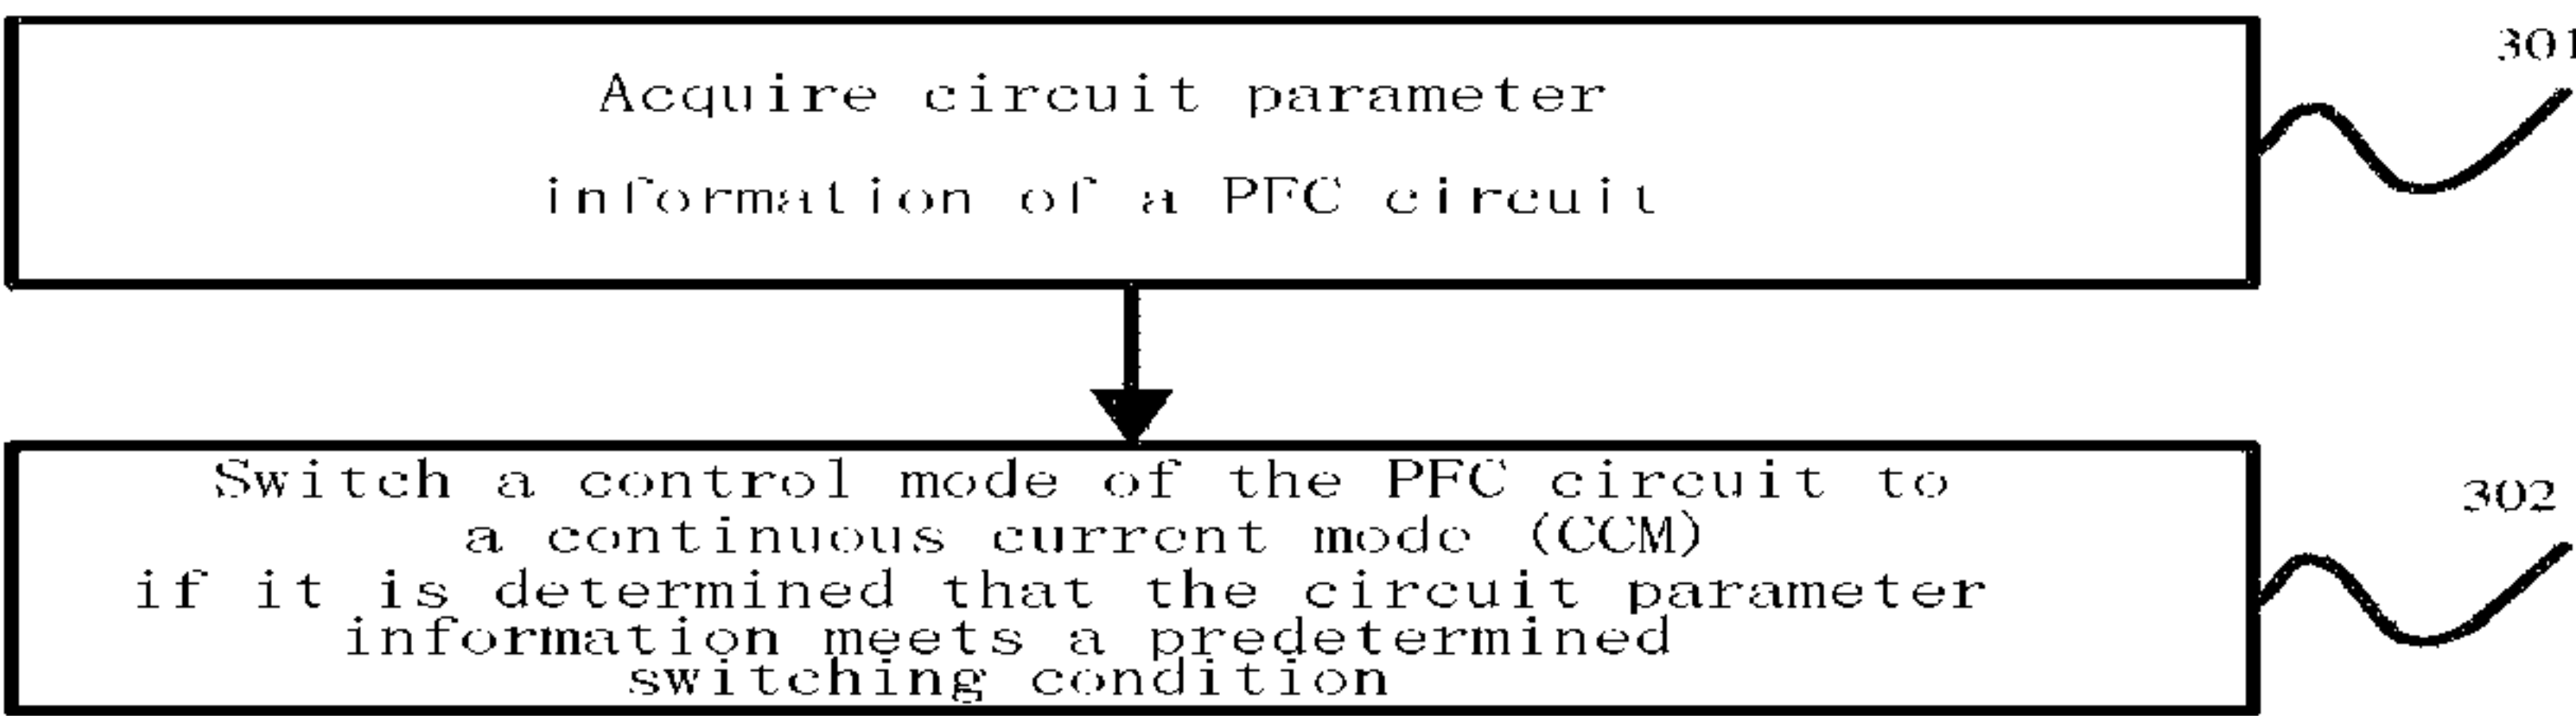 301
Acquire circuit parameter
information of a PFC circuit
Switch a control mode of the PFC circuit to
302
a continuous current mode (CCM)
if it is determined that the circuit parameter
information meets a predetermined
switching condition